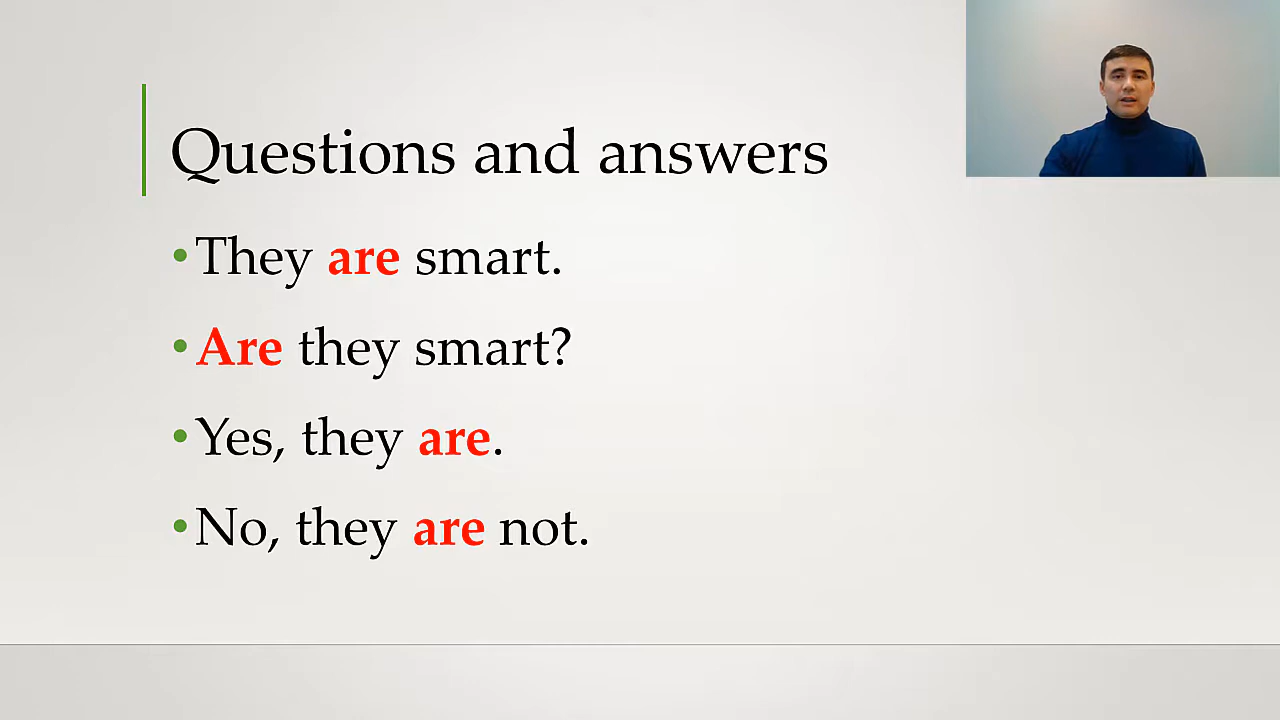 Questions and answers
•They are smart.
•Are they smart?
•Yes, they are.
•No, they are not.